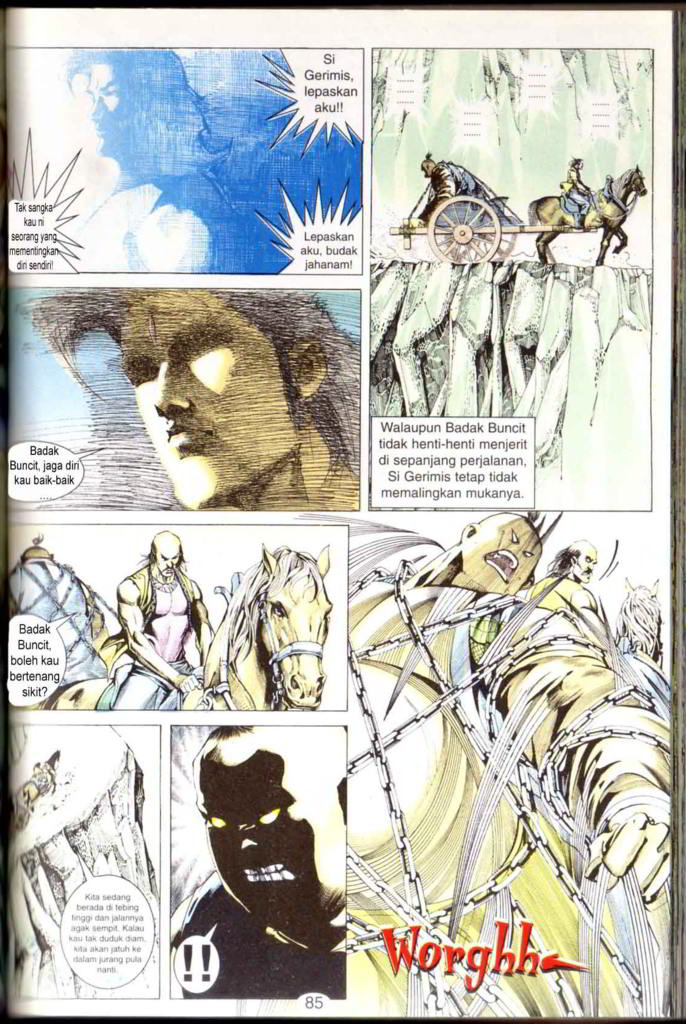 Si
Gerimis,
lepaskan
aku!!
Tak sangka
kau ni
seorang yang
mementingkan
diri sendiri!
Lepaskan
aku, budak
jahanam!
Walaupun Badak Buncit
tidak henti-henti menjerit
di sepanjang perjalanan,
Si Gerimis tetap tidak
memalingkan mukanya.
Badak
Buncit, jaga diri
kau baik-baik
....
Badak
Buncit,
boleh kau
bertenang
sikit?
Kita sedang
berada di tebing
tinggi dan jalannya
agak sempit. Kalau
kau tak duduk diam,
kita akan jatuh ke
dalam jurang pula
nanti.
!!
Worghh
85